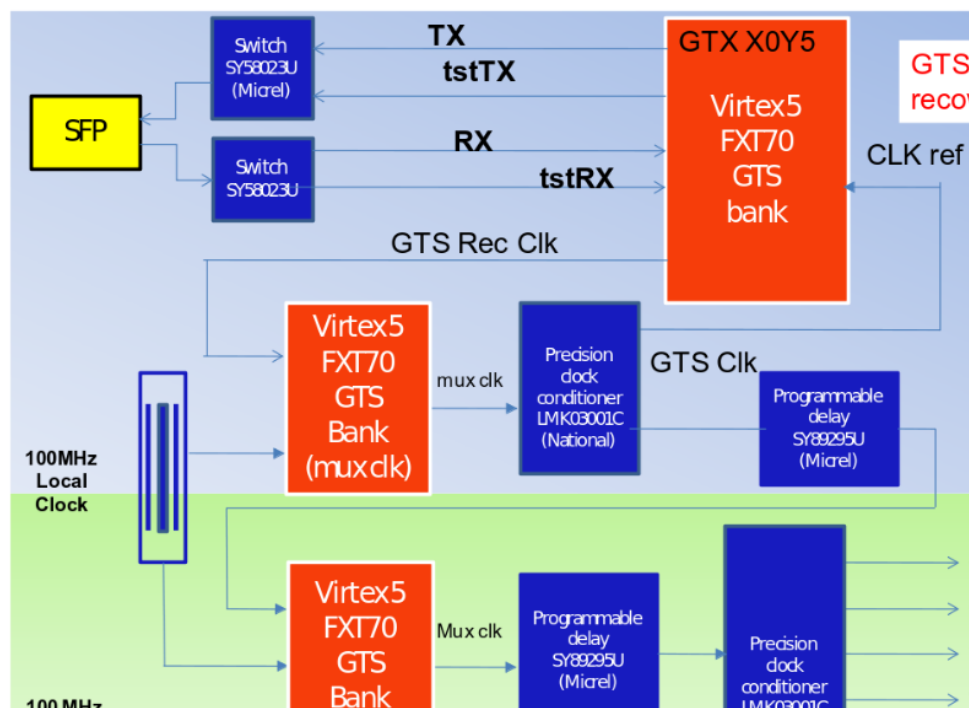 TX
GTX X0Y5
Switch
SY58023U
(Micrel)
tstTX
GTS
SFP
Virtex5
FXT70
GTS
bank
RX
CLK ref
Switch
SY58023U
tstRX
GTS Rec Clk
Virtex5
FXT70
GTS
Bank
(mux clk)
mux clk
Precision
clock
conditioner
LMK03001C
(National)
GTS Clk
Programmable
delay
SY89295U
(Micrel)
100MHz
Local
Clock
Virtex5
FXT70
GTS
Bank
Mux clk
Programmable
delay
SY89295U
(Micrel)
Precision
clock
conditioner
LMK03001C
100 MHz